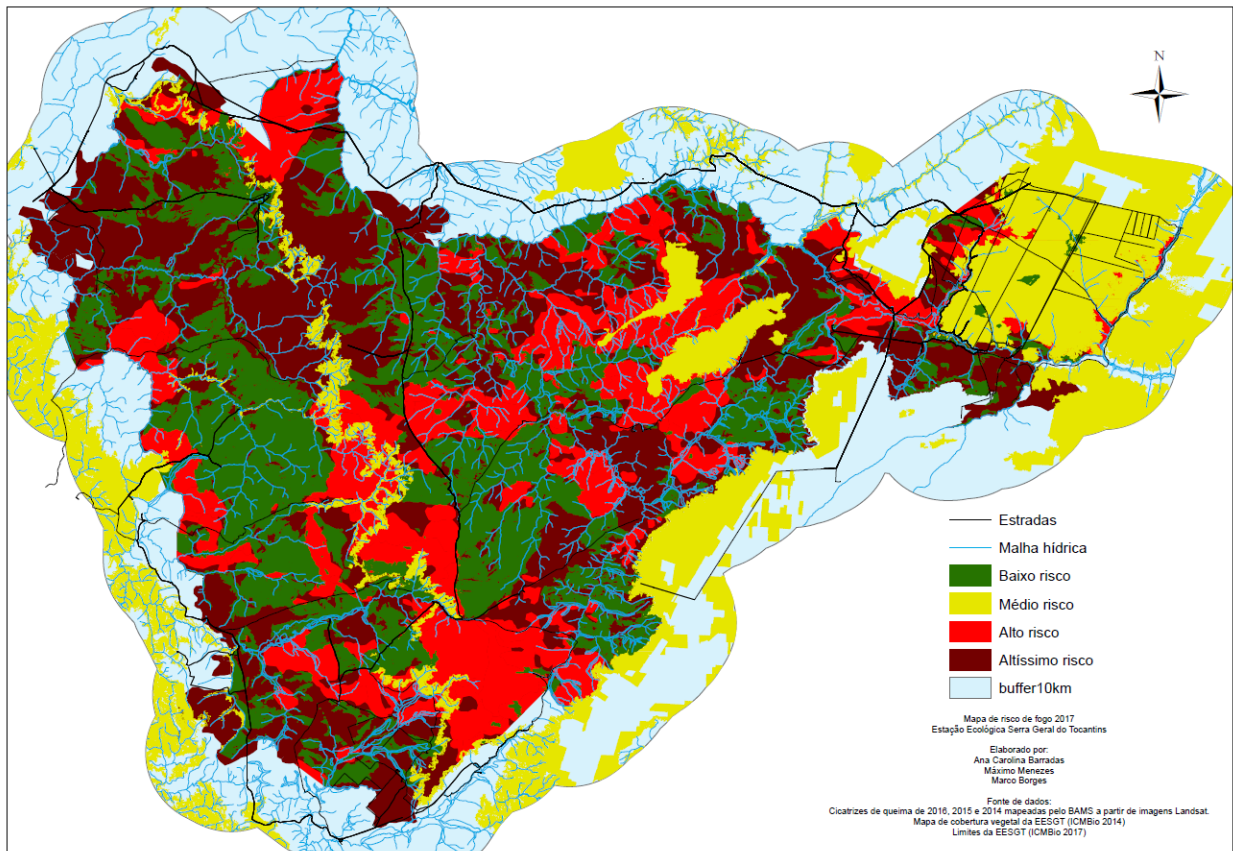 N
Estradas
Malha hídrica
Baixo risco
Médio risco
Alto risco
Altíssimo risco
buffer10km
Mapa de risco de fogo 2017
Estação Ecológica Serra Geral do Tocantins
Elaborado por:
Ana Carolina Barradas
Máximo Menezes
Marco Borges
Fonte de dados:
Cicatrizes de queima de 2016, 2015 e 2014 mapeadas pelo BAMS a partir de imagens Landsat.
Mapa de cobertura vegetal da EESGT (ICMBio 2014)
Limites da EESGT (ICMBio 2017)